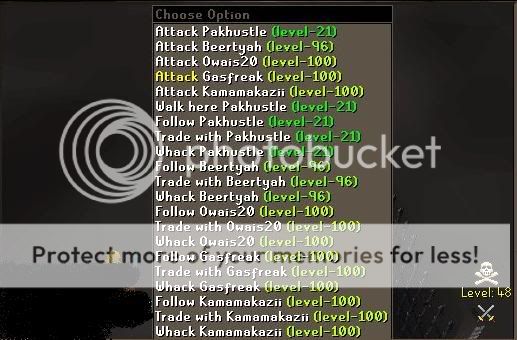 Choose Option
Attack Pakhustle (level-21)
Attack Beertyah (level-96)
Attack Owais20 (level-100)
Attack Gasfreak (level-100)
Attack Kamamakazii (level-100)
Walk here Pakhustle (level-21)
Follow Pakhustle (level-21)
Trade with Pakhustle (level-21)
Whack Pakhustle (level-21)
Follow Beertyah (level-96)
Trade with Beertyah (level-96)
Whack Beertyah (level-96)
Follow Owais20 (level-100)
Trade with Owais20 (level-100)
Whack Owais20 (level-100)
Follow Gasfreak (level-100)
Trade with Gasfreak (level-100)
Whack Gasfreak (level-100)
Follow Kamamakazii (level-100)
Trade with Kamamakazii (level-100)
Whack Kamamakazii (level-100)
Level: 48
photobucket
Protect more of your memories for less!